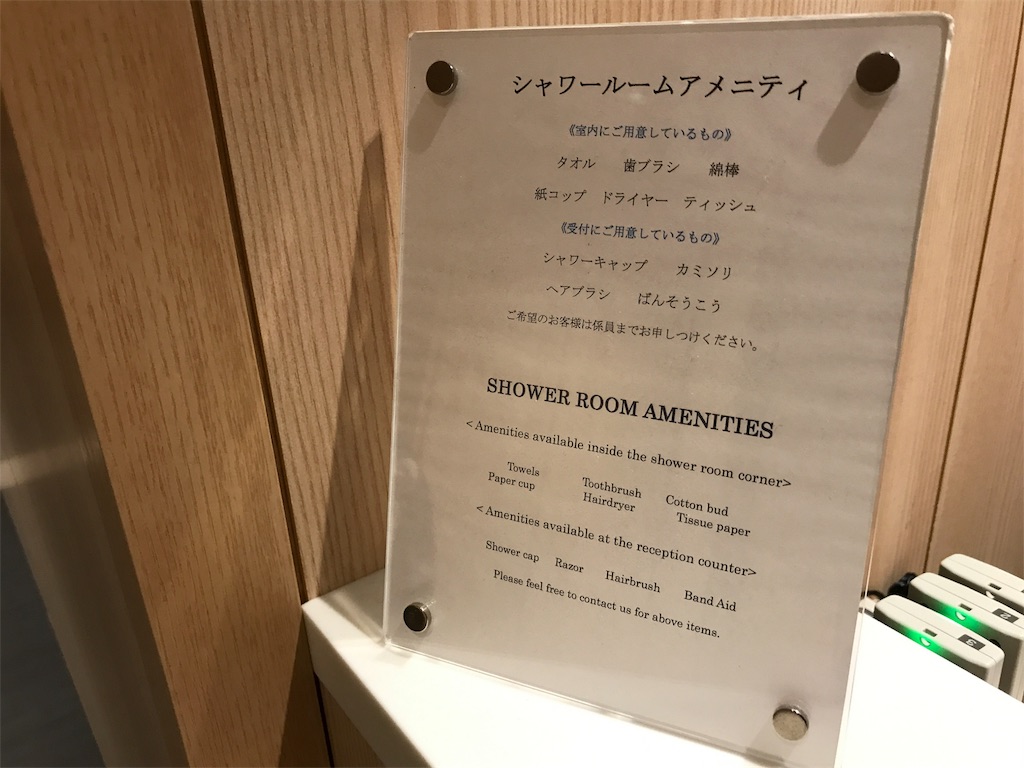 シャワールームアメニティ
《室内にご用意しているもの》
タオル 歯ブラシ 綿棒
紙コップ ドライヤー ティッシュ
《受付にご用意しているもの》
シャワーキャップ カミソリ
ヘアブラシ ばんそうこう
ご希望のお客様は係員までお申しつけください。
SHOWER ROOM AMENITIES
<Amenities available inside the shower room corner>
Towels Toothbrush Cotton bud
Paper cup Hairdryer Tissue paper
<Amenities available at the reception counter>
Shower cap Razor Hairbrush Band Aid
Please feel free to contact us for above items.